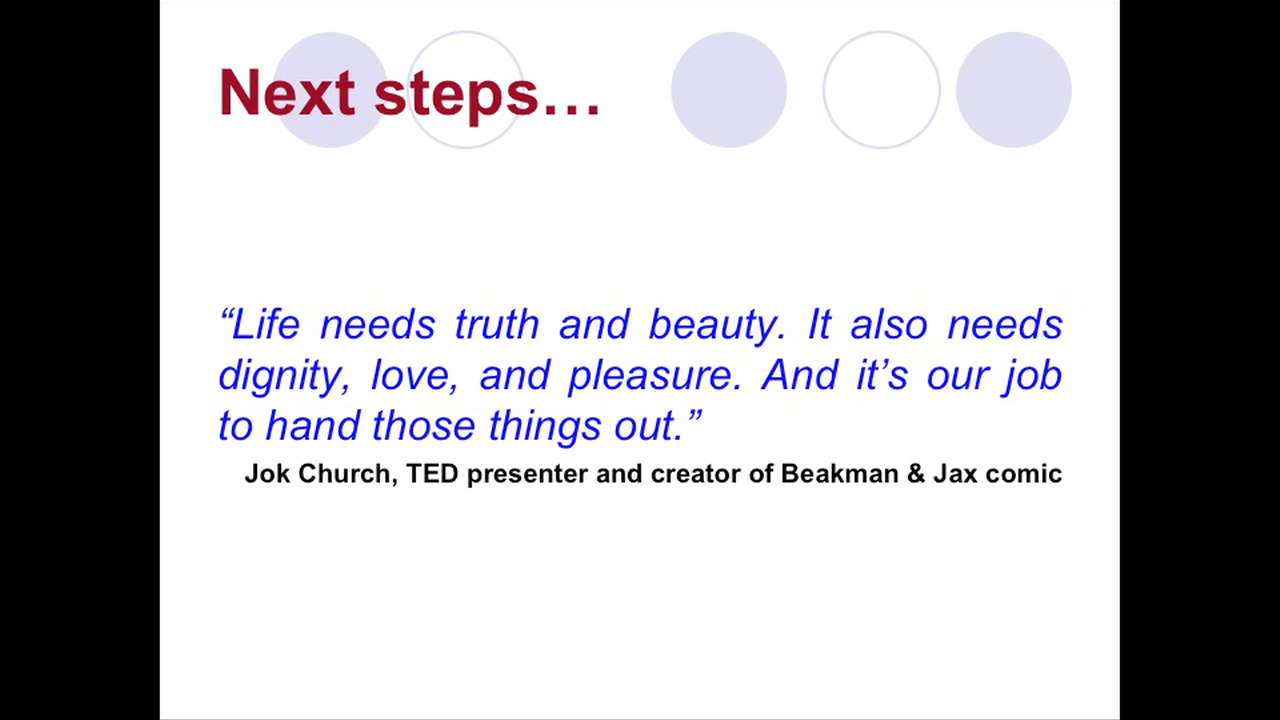 Next steps…
“Life needs truth and beauty. It also needs
dignity, love, and pleasure. And it’s our job
to hand those things out.”
Jok Church, TED presenter and creator of Beakman & Jax comic